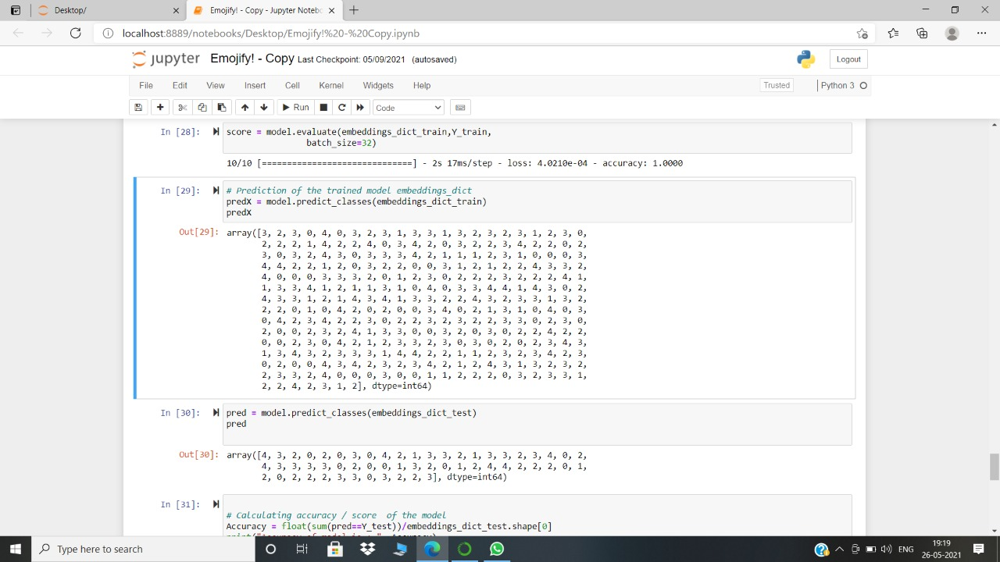 Desktop/
Emojify! - Copy - Jupyter Notebo
localhost:8889/notebooks/Desktop/Emojify!%20-%20Copy.ipynb
jupyter Emojify! - Copy Last Checkpoint: 05/09/2021 (autosaved)
Logout
File Edit View Insert Cell Kernel Widgets Help
Trusted
Python 3
Run
Code
In [28]: score = model.evaluate(embeddings_dict_train,Y_train,
batch_size=32)
10/10 [==============================] - 2s 17ms/step - loss: 4.0210e-04 - accuracy: 1.0000
In [29]: # Prediction of the trained model embeddings_dict
predX = model.predict_classes(embeddings_dict_train)
predX
Out[29]: array([3, 2, 3, 0, 4, 0, 3, 2, 3, 1, 3, 3, 1, 3, 2, 3, 2, 3, 1, 2, 3, 0,
2, 2, 2, 1, 4, 2, 2, 4, 0, 3, 4, 2, 0, 3, 2, 2, 3, 4, 2, 2, 0, 2,
3, 0, 3, 2, 4, 3, 0, 3, 3, 3, 4, 2, 1, 1, 1, 2, 3, 1, 0, 0, 0, 3,
4, 4, 2, 2, 1, 2, 0, 3, 2, 2, 0, 0, 3, 1, 2, 1, 2, 2, 4, 3, 3, 2,
4, 0, 0, 0, 3, 3, 3, 2, 0, 1, 2, 3, 0, 2, 2, 2, 3, 2, 2, 2, 4, 1,
1, 3, 3, 4, 1, 2, 1, 1, 3, 1, 0, 4, 0, 3, 3, 4, 4, 1, 4, 3, 0, 2,
4, 3, 3, 1, 2, 1, 4, 3, 4, 1, 3, 3, 2, 2, 4, 3, 2, 3, 3, 1, 3, 2,
2, 2, 0, 1, 0, 4, 2, 0, 2, 0, 0, 3, 4, 0, 2, 1, 3, 1, 0, 4, 0, 3,
0, 4, 2, 3, 4, 2, 2, 3, 0, 2, 2, 3, 2, 3, 2, 2, 3, 3, 0, 2, 3, 0,
2, 0, 0, 2, 3, 2, 4, 1, 3, 3, 0, 0, 3, 2, 0, 3, 0, 2, 2, 4, 2, 2,
0, 0, 2, 3, 0, 4, 2, 1, 2, 3, 3, 2, 3, 0, 3, 0, 2, 0, 2, 3, 4, 3,
1, 3, 4, 3, 2, 3, 3, 3, 1, 4, 4, 2, 2, 1, 1, 2, 3, 2, 3, 4, 2, 3,
0, 2, 0, 0, 4, 3, 4, 2, 3, 2, 3, 4, 2, 1, 2, 4, 3, 1, 3, 2, 3, 2,
2, 3, 3, 2, 4, 0, 0, 0, 3, 0, 0, 1, 1, 2, 2, 2, 0, 3, 2, 3, 3, 1,
2, 2, 4, 2, 3, 1, 2], dtype=int64)
In [30]: pred = model.predict_classes(embeddings_dict_test)
pred
Out[30]: array([4, 3, 2, 0, 2, 0, 3, 0, 4, 2, 1, 3, 3, 2, 1, 3, 3, 2, 3, 4, 0, 2,
4, 3, 3, 3, 3, 0, 2, 0, 0, 1, 3, 2, 0, 1, 2, 4, 4, 2, 2, 2, 0, 1,
2, 0, 2, 2, 2, 3, 3, 0, 3, 2, 2, 3], dtype=int64)
In [31]:
# Calculating accuracy / score of the model
Accuracy = float(sum(pred==Y_test))/embeddings_dict_test.shape[0]
Type here to search
ENG
19:19
26-05-2021